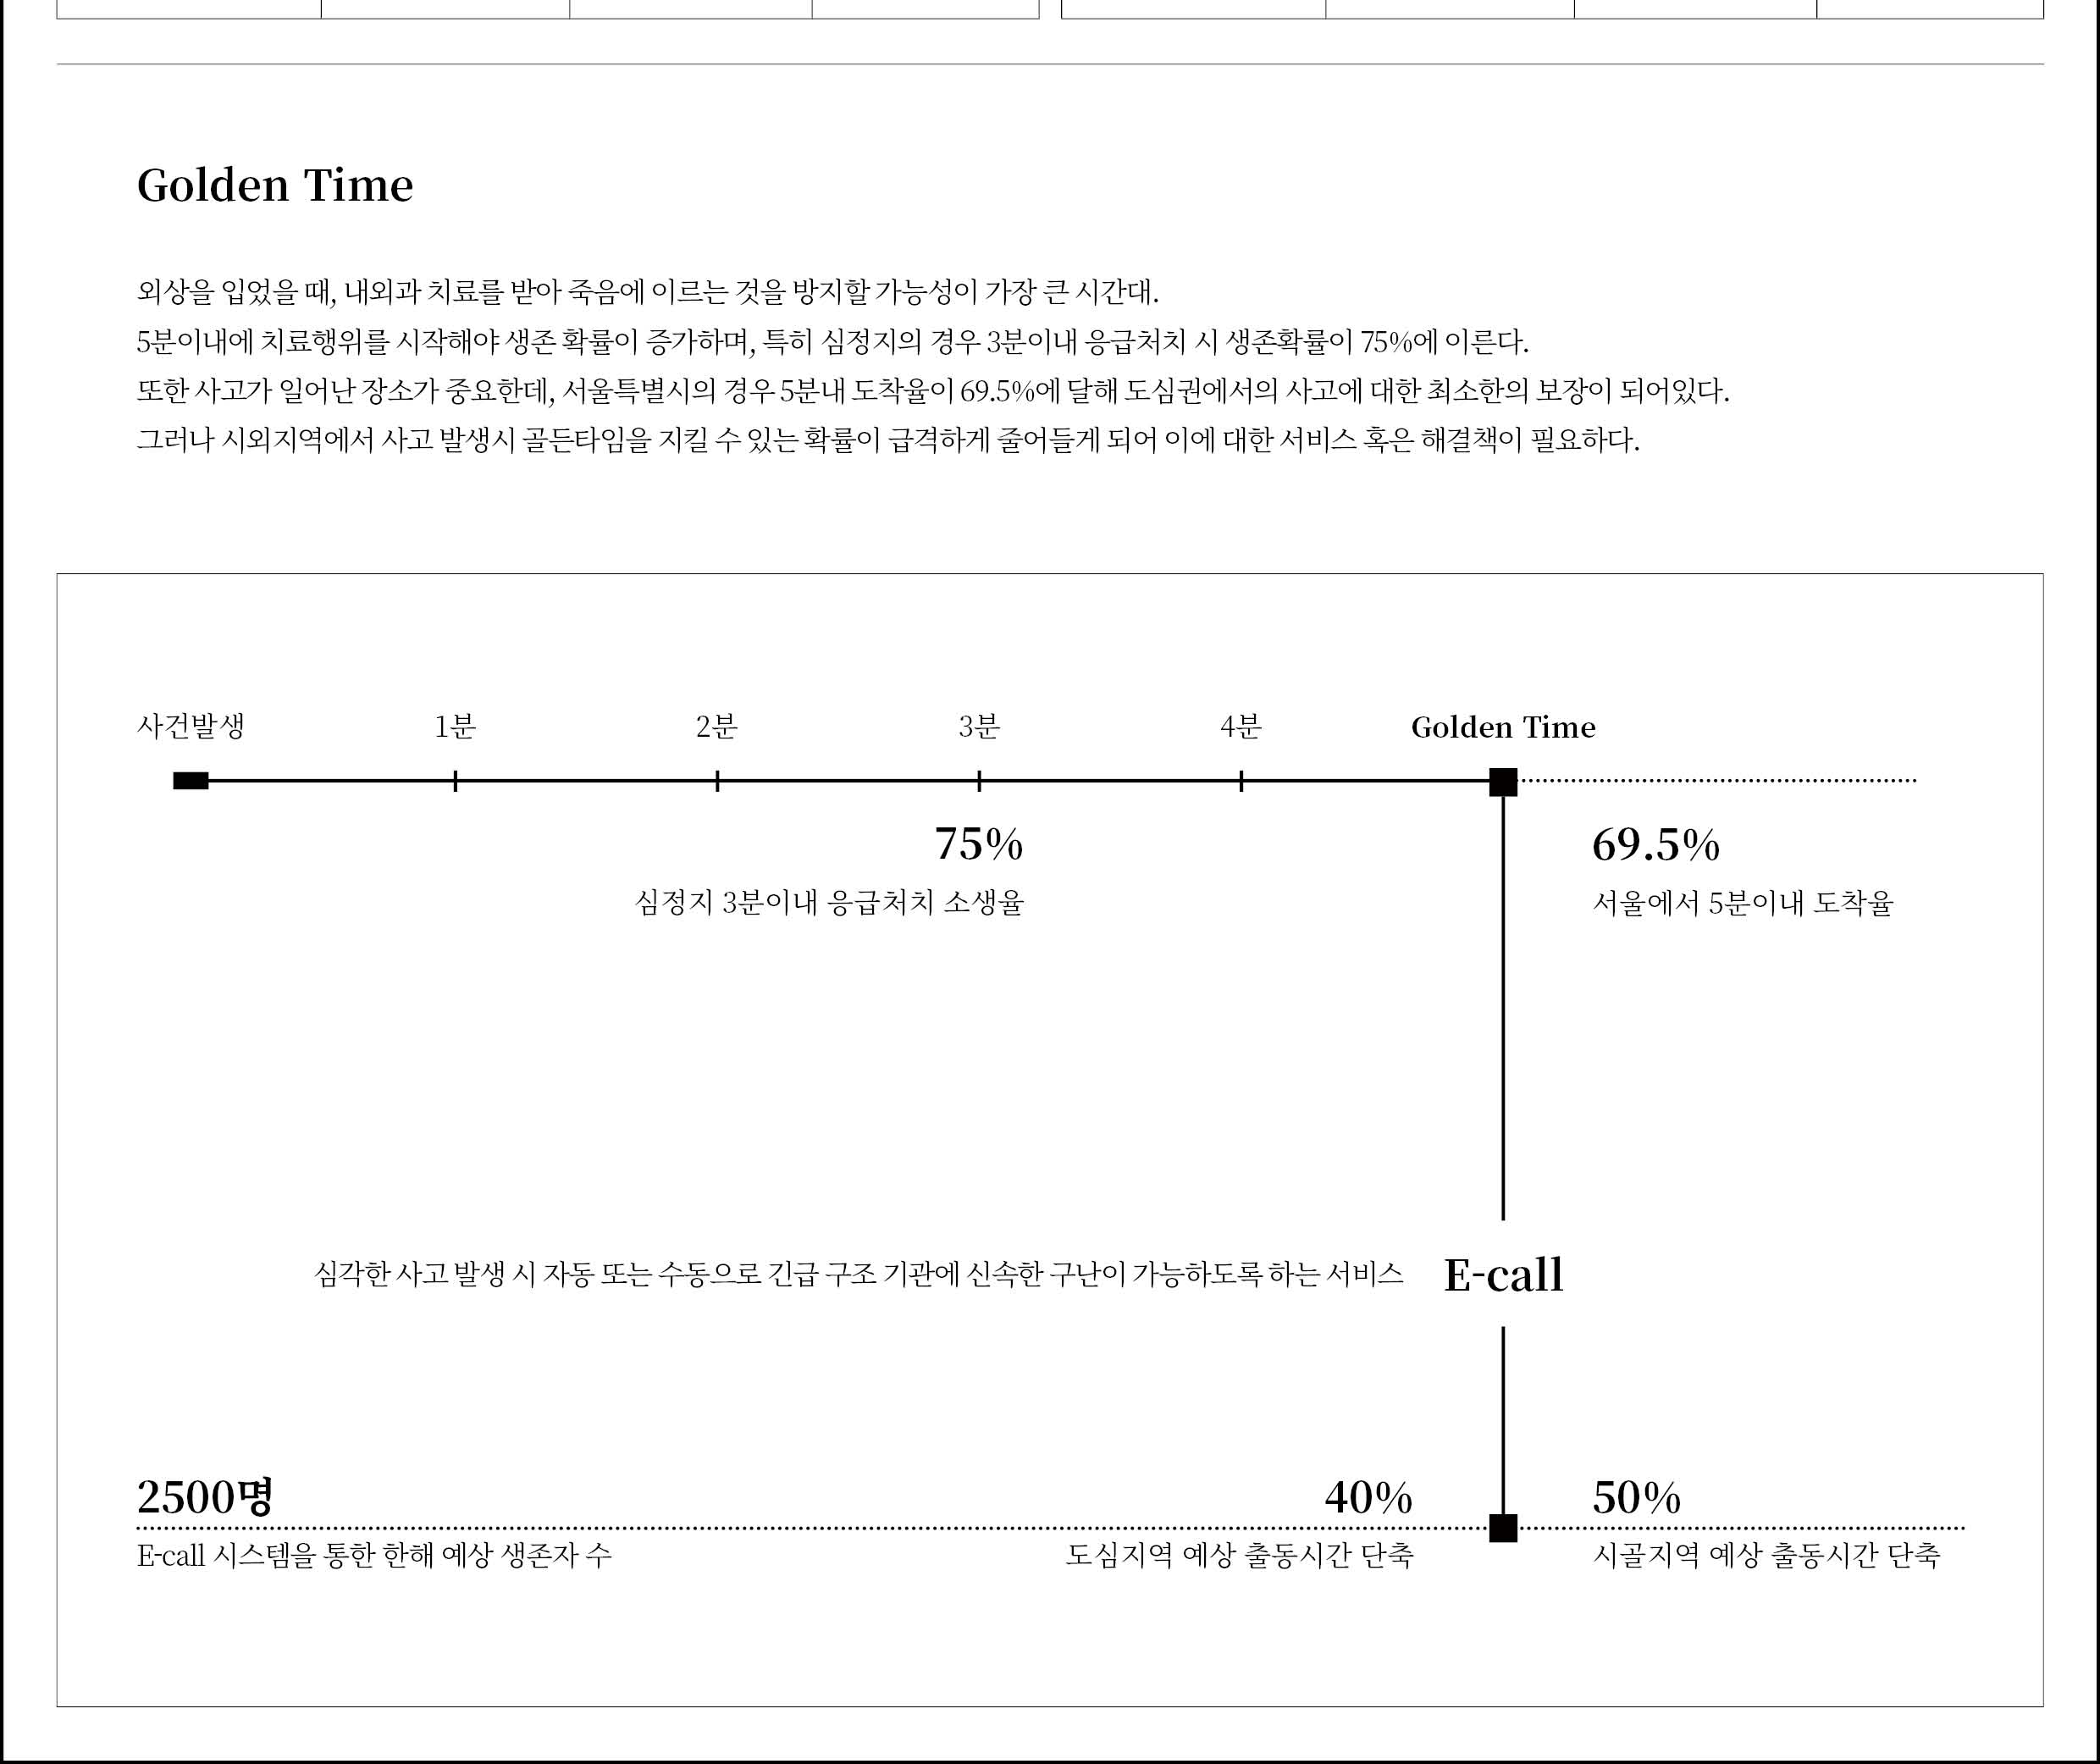 Golden Time
외상을 입었을 때, 내외과 치료를 받아 죽음에 이르는 것을 방지할 가능성이 가장 큰 시간대.
5분이내에 치료행위를 시작해야 생존 확률이 증가하며, 특히 심정지의 경우 3분이내 응급처치 시 생존확률이 75%에 이른다.
또한 사고가 일어난 장소가 중요한데, 서울특별시의 경우 5분내 도착율이 69.5%에 달해 도심권에서의 사고에 대한 최소한의 보장이 되어있다.
그러나 시외지역에서 사고 발생시 골든타임을 지킬 수 있는 확률이 급격하게 줄어들게 되어 이에 대한 서비스 혹은 해결책이 필요하다.
사건발생 1분 2분 3분 4분 Golden Time
75% 69.5%
심정지 3분이내 응급처치 소생율 서울에서 5분이내 도착율
심각한 사고 발생 시 자동 또는 수동으로 긴급 구조 기관에 신속한 구난이 가능하도록 하는 서비스 E-call
2500명 40% 50%
E-call 시스템을 통한 한해 예상 생존자 수 도심지역 예상 출동시간 단축 시골지역 예상 출동시간 단축